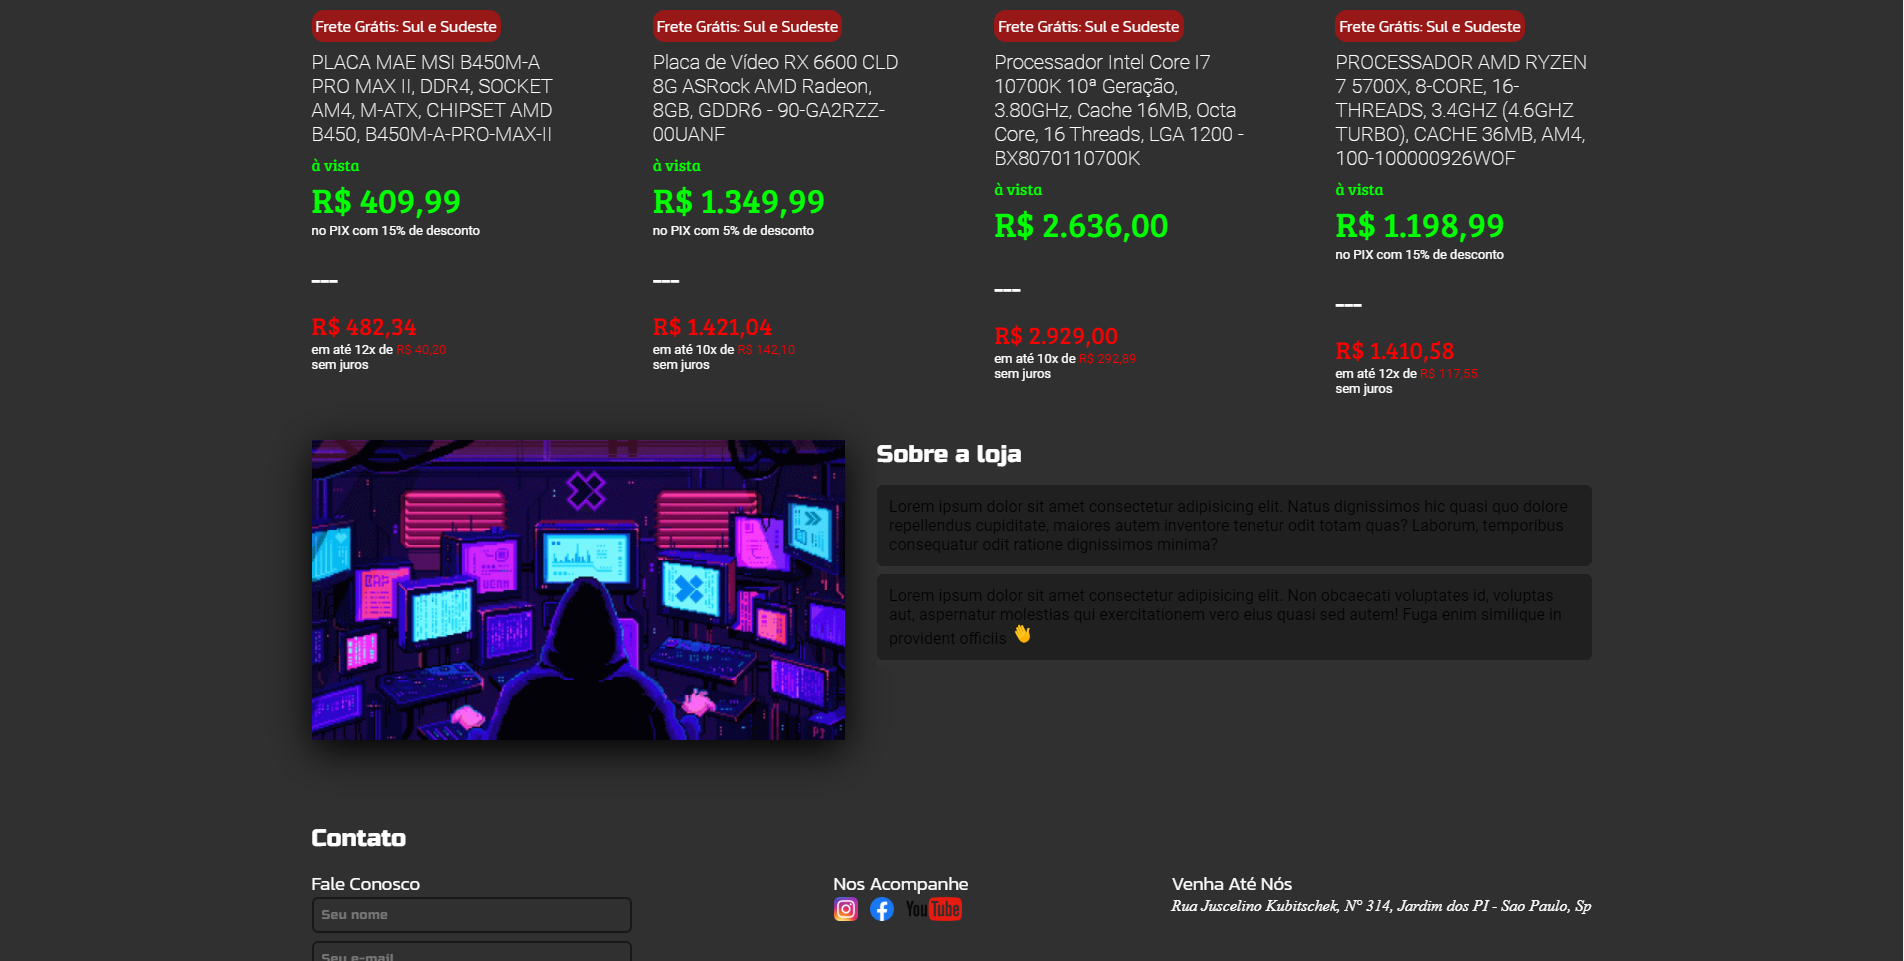 Frete Grátis: Sul e Sudeste
PLACA MAE MSI B450M-A
PRO MAX II, DDR4, SOCKET
AM4, M-ATX, CHIPSET AMD
B450, B450M-A-PRO-MAX-II
à vista
R$ 409,99
no PIX com 15% de desconto
---
R$ 482,34
em até 12x de R$ 40,20
sem juros
Frete Grátis: Sul e Sudeste
Placa de Vídeo RX 6600 CLD
8G ASRock AMD Radeon,
8GB, GDDR6 - 90-GA2RZZ-
00UANF
à vista
R$ 1.349,99
no PIX com 5% de desconto
---
R$ 1.421,04
em até 10x de R$ 142,10
sem juros
Frete Grátis: Sul e Sudeste
Processador Intel Core I7
10700K 10ª Geração,
3.80GHz, Cache 16MB, Octa
Core, 16 Threads, LGA 1200 -
BX8070110700K
à vista
R$ 2.636,00
---
R$ 2.929,00
em até 10x de R$ 292,89
sem juros
Frete Grátis: Sul e Sudeste
PROCESSADOR AMD RYZEN
7 5700X, 8-CORE, 16-
THREADS, 3.4GHZ (4.6GHZ
TURBO), CACHE 36MB, AM4,
100-100000926WOF
à vista
R$ 1.198,99
no PIX com 15% de desconto
---
R$ 1.410,58
em até 12x de R$ 117,55
sem juros
Sobre a loja
Lorem ipsum dolor sit amet consectetur adipisicing elit. Natus dignissimos hic quasi quo dolore
repellendus cupiditate, maiores autem inventore tenetur odit totam quas? Laborum, temporibus
consequatur odit ratione dignissimos minima?
Lorem ipsum dolor sit amet consectetur adipisicing elit. Non obcaecati voluptates id, voluptas
aut, aspernatur molestias qui exercitationem vero eius quasi sed autem! Fuga enim similique in
provident officiis 👋
Contato
Fale Conosco
Seu nome
Seu e-mail
Nos Acompanhe
YouTube
Venha Até Nós
Rua Juscelino Kubitschek, N° 314, Jardim dos PI - Sao Paulo, Sp